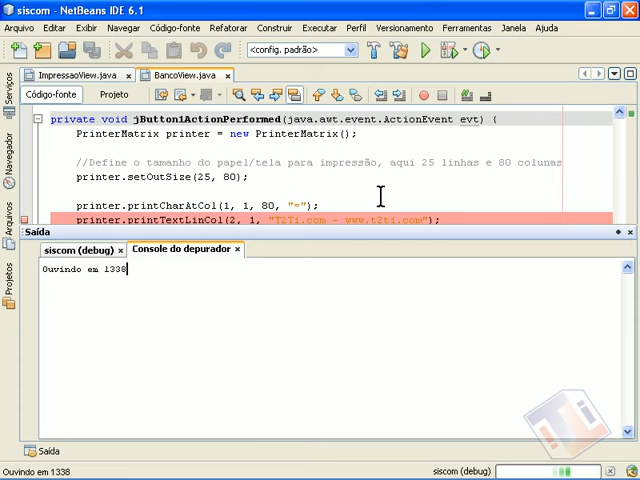 siscom - NetBeans IDE 6.1
Arquivo Editar Navegar Código-fonte Refatorar Construir Executar Perfil Versionamento Ferramentas Janela Ajuda
<config. padrão>
ImpressaoView.java × BancoView.java ×
Código-fonte Projeto
private void jButton1ActionPerformed(java.awt.event.ActionEvent evt) {
PrinterMatrix printer = new PrinterMatrix();
//Define o tamanho do papel/tela para impressão, aqui 25 linhas e 80 colunas
printer.setOutSize(25, 80);
printer.printCharAtCol(1, 1, 80, "=");
printer.printTextLinCol(2, 1, "T2Ti.com - www.t2ti.com");
Serviços
Navegador
Arquivos
Projetos
Saída
siscom (debug) × Console do depurador ×
Ouvindo em 1338
Saída
Ouvindo em 1338 siscom (debug)